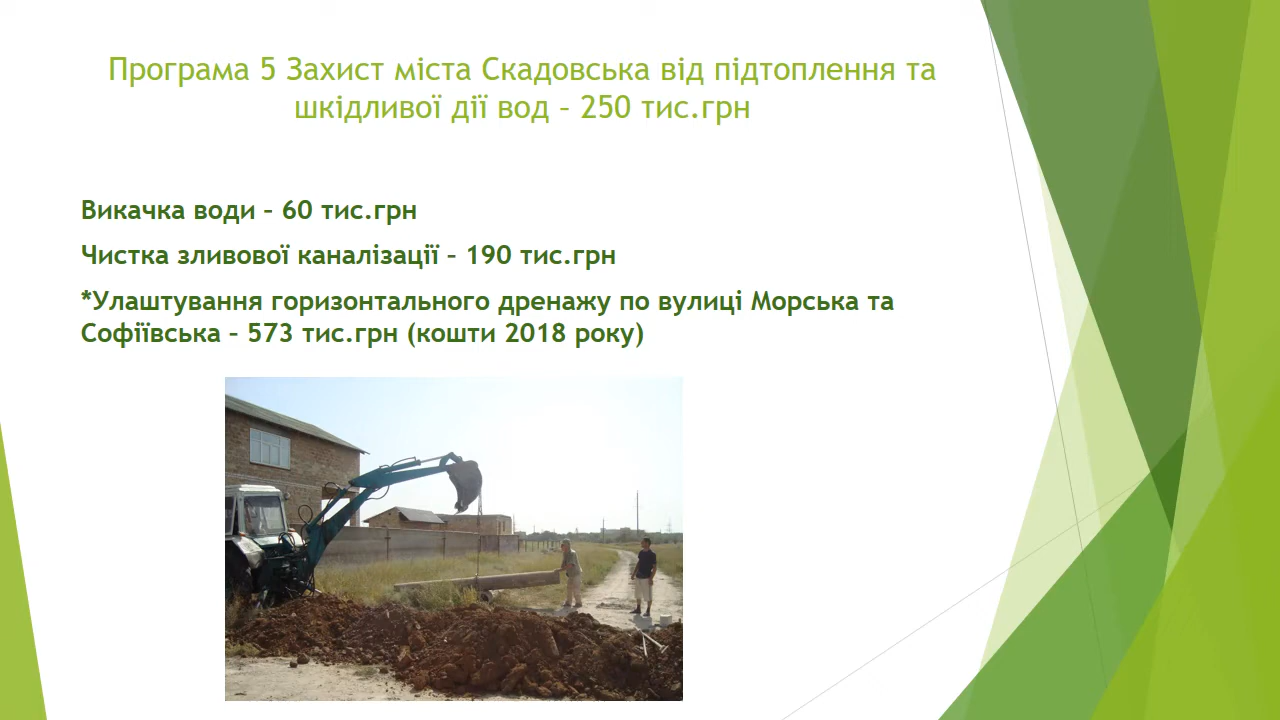 Програма 5 Захист міста Скадовська від підтоплення та
шкідливої дії вод – 250 тис.грн
Викачка води – 60 тис.грн
Чистка зливової каналізації – 190 тис.грн
*Улаштування горизонтального дренажу по вулиці Морська та
Софіївська – 573 тис.грн (кошти 2018 року)